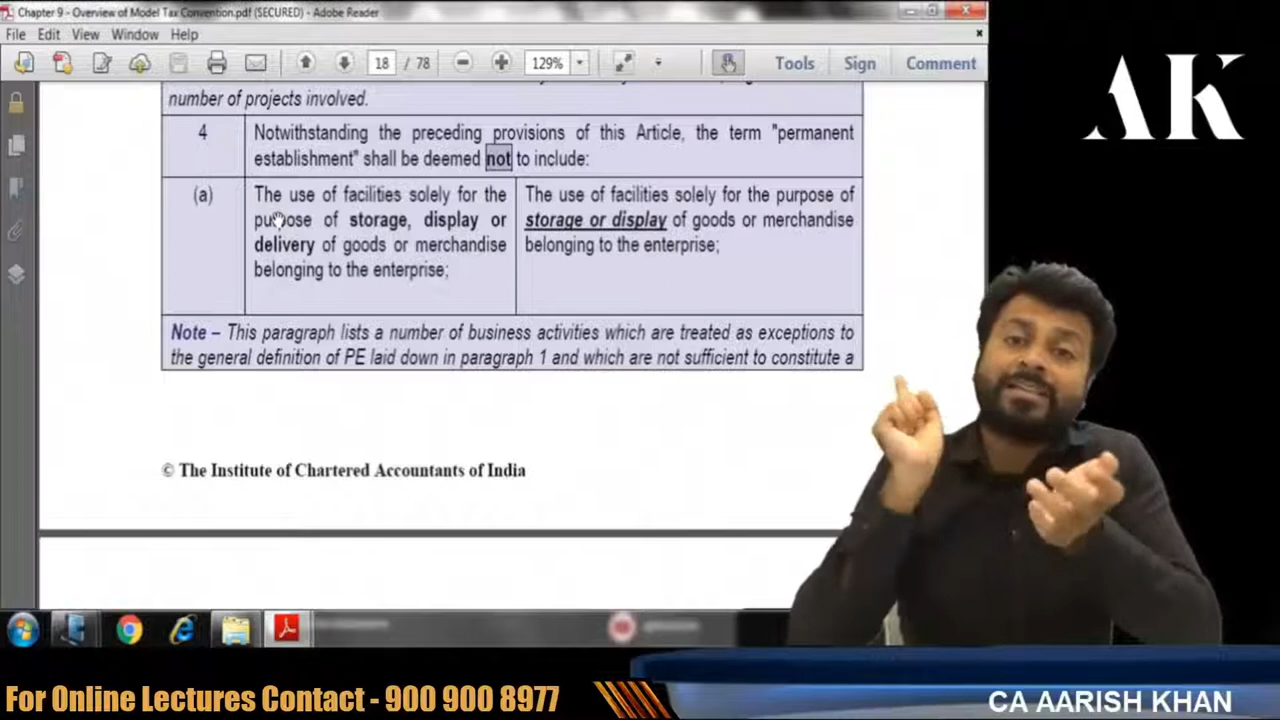 Chapter 9 - Overview of Model Tax Convention.pdf (SECURED) - Adobe Reader
File Edit View Window Help
18 / 78 129% Tools Sign Comment
AK
number of projects involved.
4 Notwithstanding the preceding provisions of this Article, the term "permanent
establishment" shall be deemed not to include:
(a) The use of facilities solely for the
purpose of storage, display or
delivery of goods or merchandise
belonging to the enterprise;
The use of facilities solely for the purpose of
storage or display of goods or merchandise
belonging to the enterprise;
Note – This paragraph lists a number of business activities which are treated as exceptions to
the general definition of PE laid down in paragraph 1 and which are not sufficient to constitute a
© The Institute of Chartered Accountants of India
For Online Lectures Contact - 900 900 8977
CA AARISH KHAN